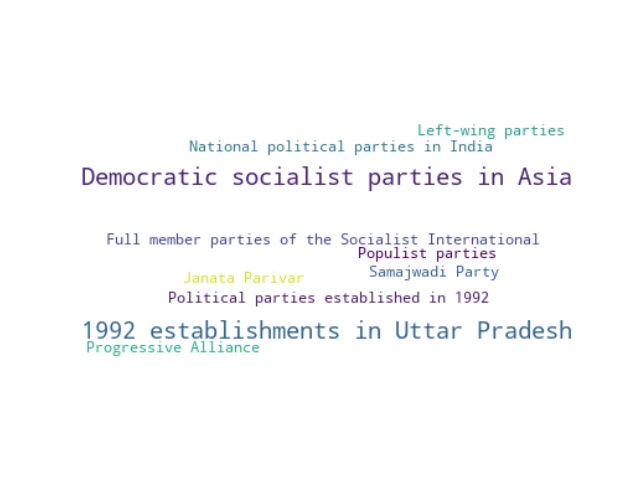 Left-wing parties
National political parties in India
Democratic socialist parties in Asia
Full member parties of the Socialist International
Populist parties
Samajwadi Party
Janata Parivar
Political parties established in 1992
1992 establishments in Uttar Pradesh
Progressive Alliance